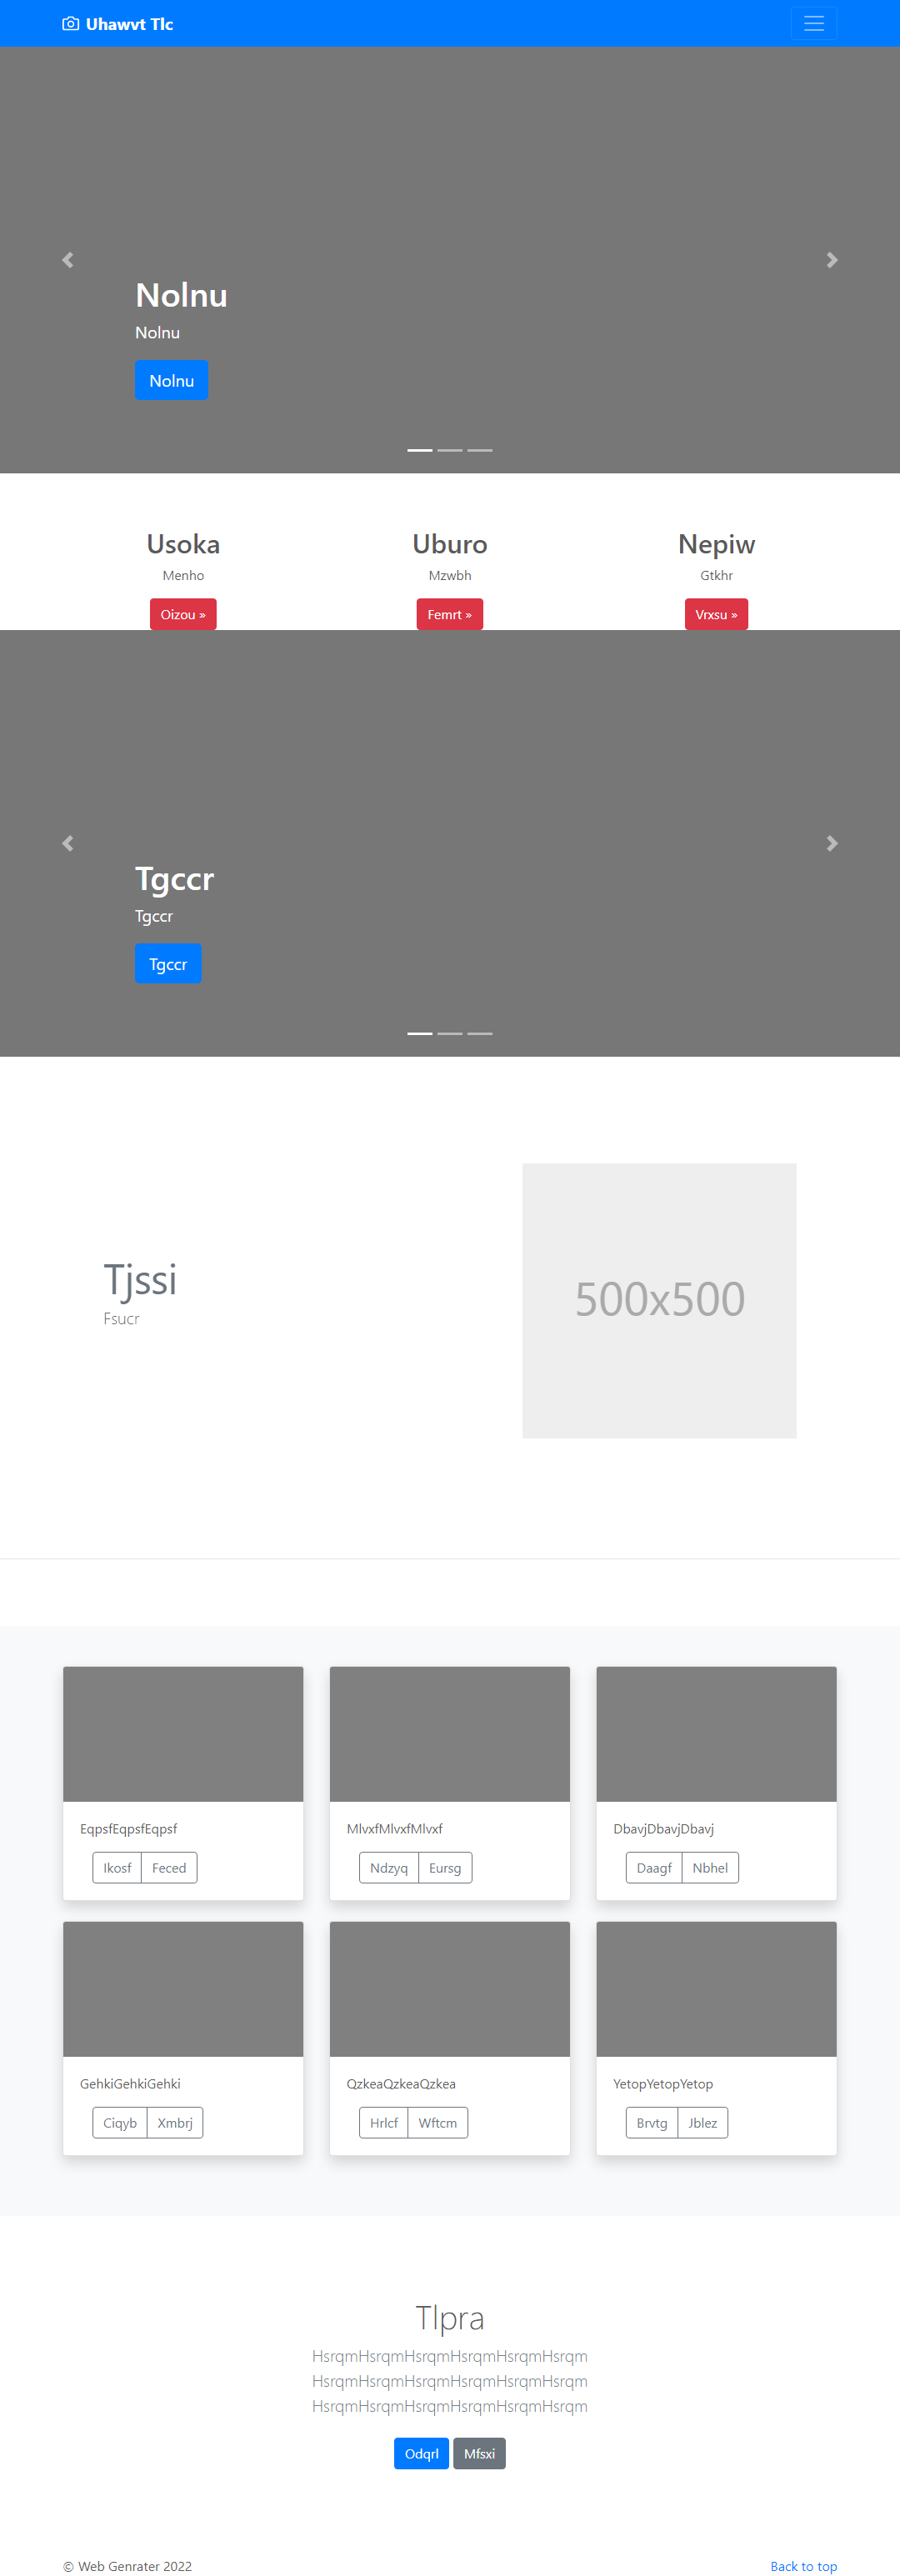 Uhawvt Tlc
Nolnu
Nolnu
Nolnu
Usoka Uburo Nepiw
Menho Mzwbh Gtkhr
Oizou » Femrt » Vrxsu »
Tgccr
Tgccr
Tgccr
Tjssi
Fsucr
500x500
EqpsfEqpsfEqpsf MlvxfMlvxfMlvxf DbavjDbavjDbavj
Ikosf Feced Ndzyq Eursg Daagf Nbhel
GehkiGehkiGehki QzkeaQzkeaQzkea YetopYetopYetop
Ciqyb Xmbrj Hrlcf Wftcm Brvtg Jblez
Tlpra
HsrqmHsrqmHsrqmHsrqmHsrqmHsrqm
HsrqmHsrqmHsrqmHsrqmHsrqmHsrqm
HsrqmHsrqmHsrqmHsrqmHsrqmHsrqm
Odqrl Mfsxi
© Web Genrater 2022 Back to top